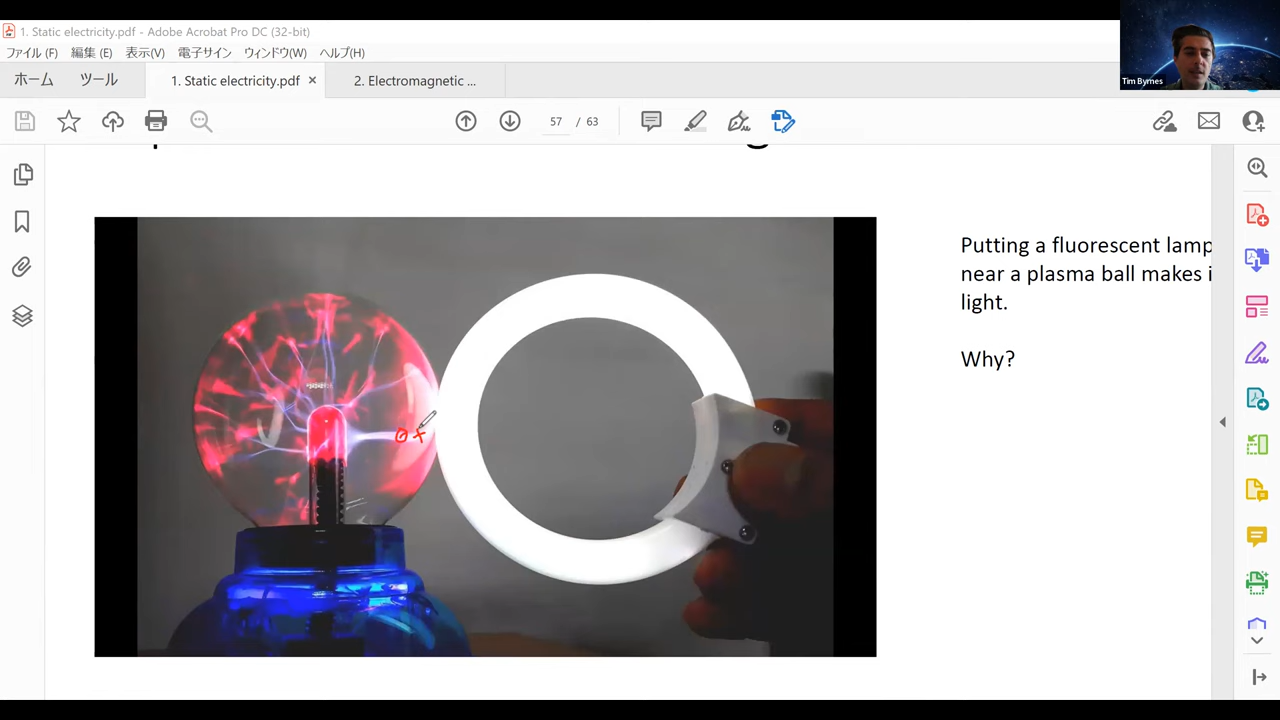 1. Static electricity.pdf - Adobe Acrobat Pro DC (32-bit)
ファイル (F) 編集 (E) 表示(V) 電子サイン ウィンドウ(W) ヘルプ(H)
ホーム ツール 1. Static electricity.pdf × 2. Electromagnetic ...
57 / 63
Tim Byrnes
Putting a fluorescent lamp
near a plasma ball makes i
light.
Why?